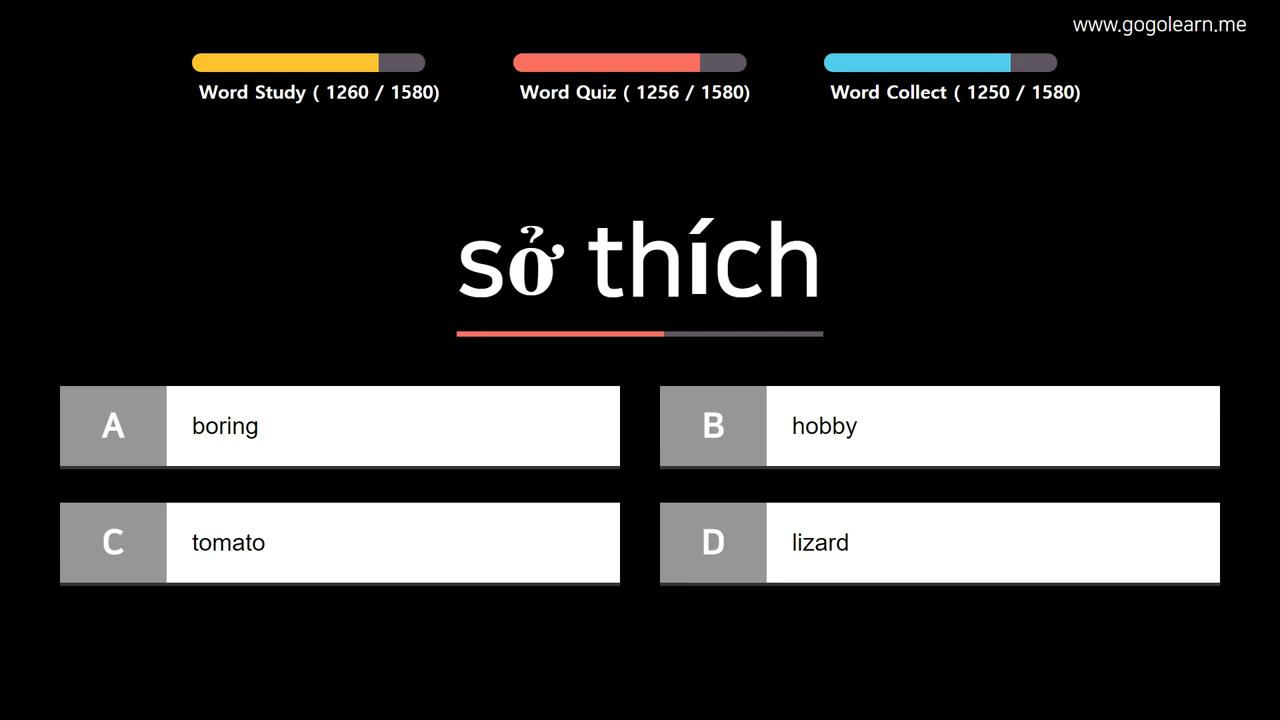 www.gogolearn.me
Word Study ( 1260 / 1580)
Word Quiz ( 1256 / 1580)
Word Collect ( 1250 / 1580)
sở thích
A boring
B hobby
C tomato
D lizard